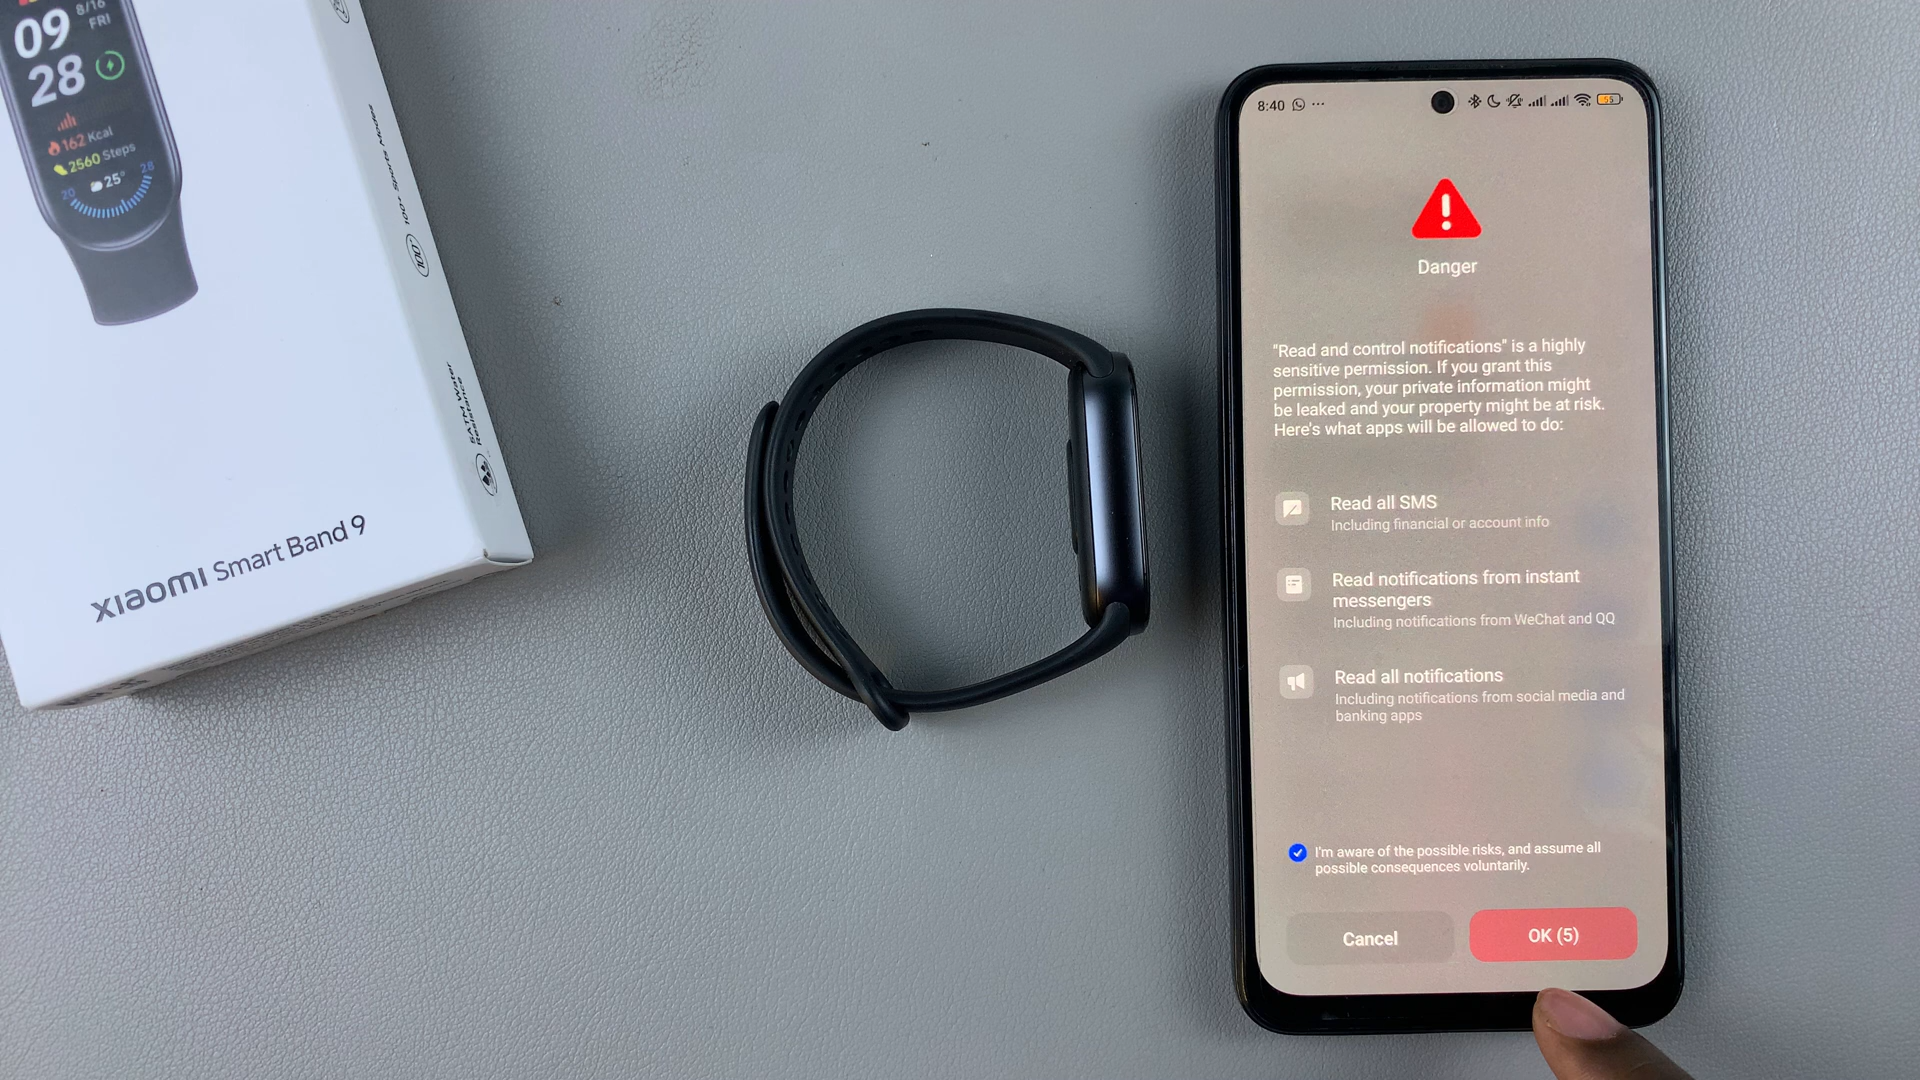 09
28
8/16
FRI
162 Kcal
2560 Steps
20
25°
28
100+ Sports Modes
100+
5ATM Water
Resistance
xiaomi Smart Band 9
8:40
55
Danger
"Read and control notifications" is a highly
sensitive permission. If you grant this
permission, your private information might
be leaked and your property might be at risk.
Here's what apps will be allowed to do:
Read all SMS
Including financial or account info
Read notifications from instant
messengers
Including notifications from WeChat and QQ
Read all notifications
Including notifications from social media and
banking apps
I'm aware of the possible risks, and assume all
possible consequences voluntarily.
Cancel
OK (5)